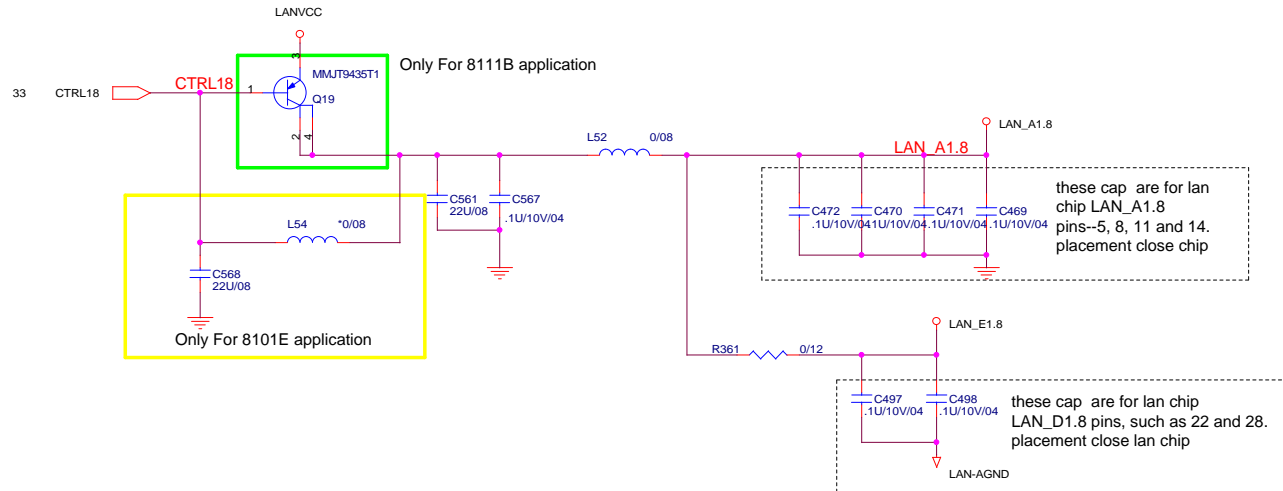 LANVCC
3
MMJT9435T1
Only For 8111B application
33 CTRL18 CTRL18 1
Q19
2 4
L52 0/08
LAN_A1.8
LAN_A1.8
C561
22U/08
C567
.1U/10V/04
C472
.1U/10V/04
C470
.1U/10V/04
C471
.1U/10V/04
C469
.1U/10V/04
these cap are for lan
chip LAN_A1.8
pins--5, 8, 11 and 14.
placement close chip
L54 *0/08
C568
22U/08
Only For 8101E application
LAN_E1.8
R361 0/12
C497
.1U/10V/04
C498
.1U/10V/04
these cap are for lan chip
LAN_D1.8 pins, such as 22 and 28.
placement close lan chip
LAN-AGND